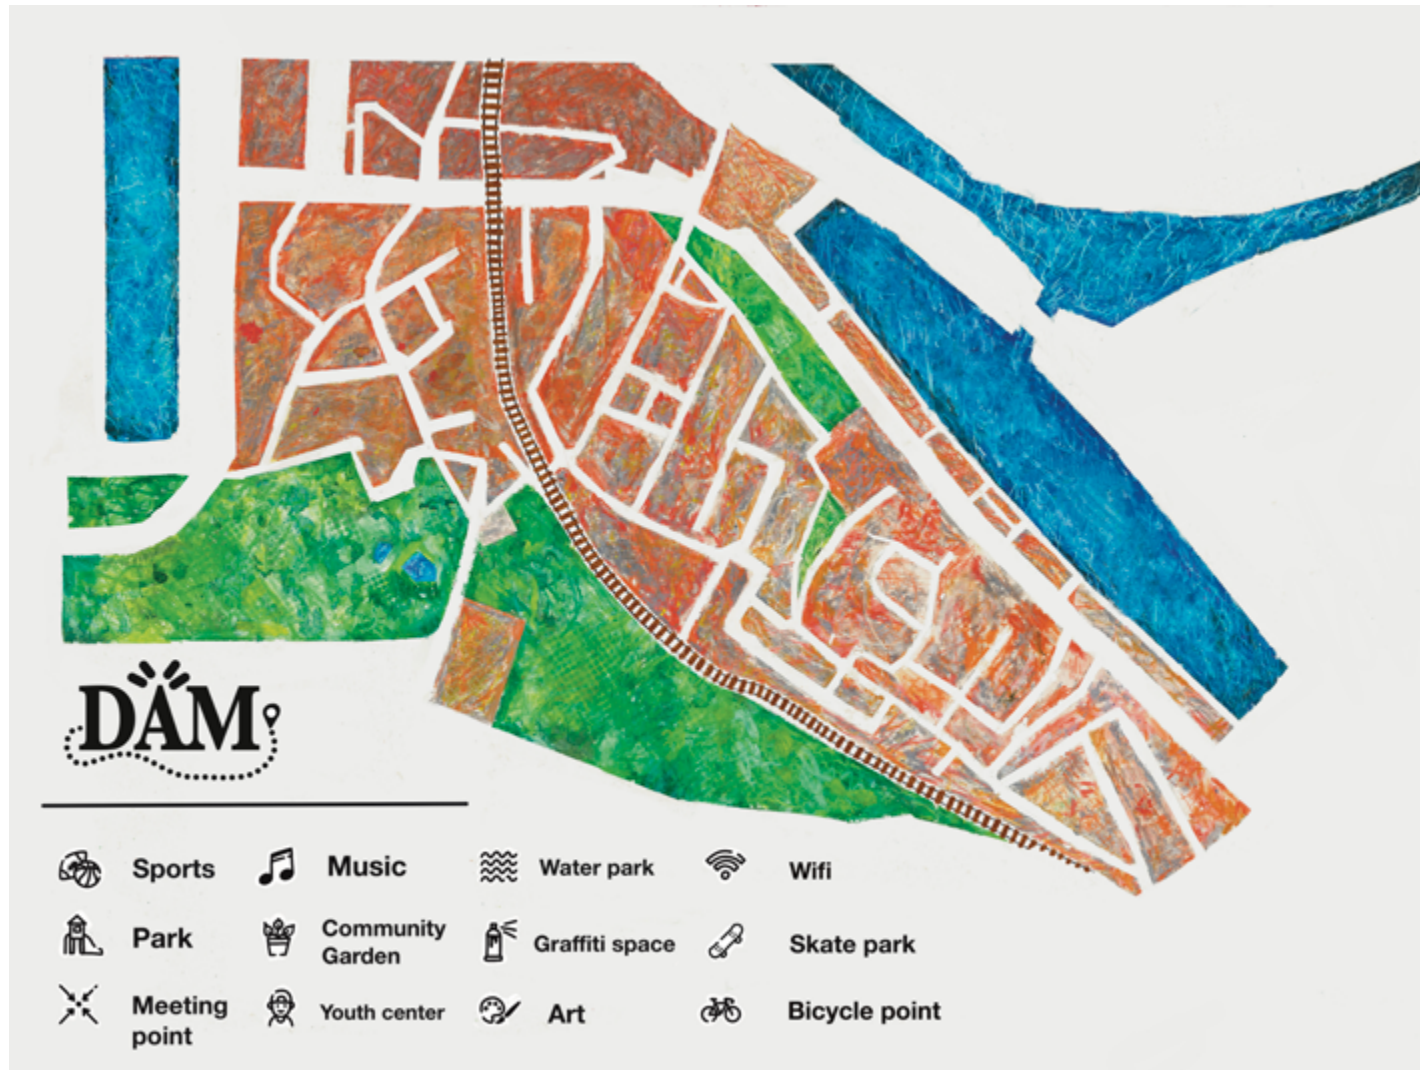 DAM
Sports
Music
Water park
Wifi
Park
Community
Garden
Graffiti space
Skate park
Meeting
point
Youth center
Art
Bicycle point